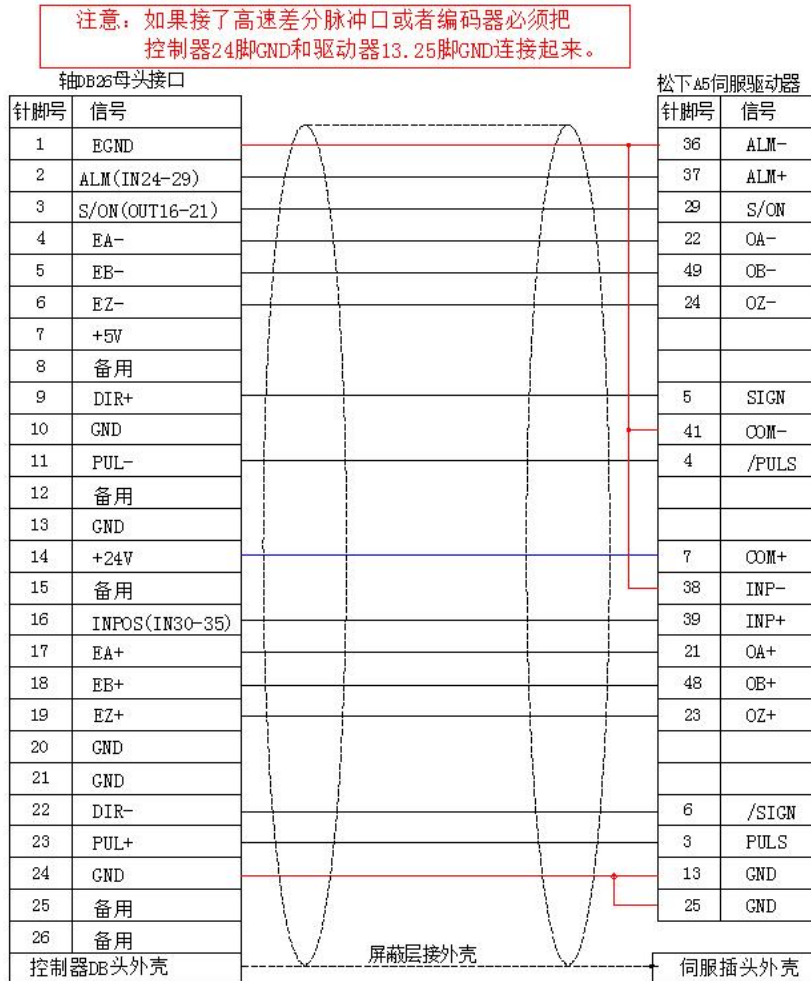 注意：如果接了高速差分脉冲口或者编码器必须把
控制器24脚GND和驱动器13.25脚GND连接起来。
轴DB26母头接口 松下A5伺服驱动器
针脚号 信号 针脚号 信号
1 EGND 36 ALM-
2 ALM(IN24-29) 37 ALM+
3 S/ON(OUT16-21) 29 S/ON
4 EA- 22 OA-
5 EB- 49 OB-
6 EZ- 24 OZ-
7 +5V
8 备用
9 DIR+ 5 SIGN
10 GND 41 COM-
11 PUL- 4 /PULS
12 备用
13 GND
14 +24V 7 COM+
15 备用 38 INP-
16 INPOS(IN30-35) 39 INP+
17 EA+ 21 OA+
18 EB+ 48 OB+
19 EZ+ 23 OZ+
20 GND
21 GND
22 DIR- 6 /SIGN
23 PUL+ 3 PULS
24 GND 13 GND
25 备用 25 GND
26 备用
控制器DB头外壳 屏蔽层接外壳 伺服插头外壳